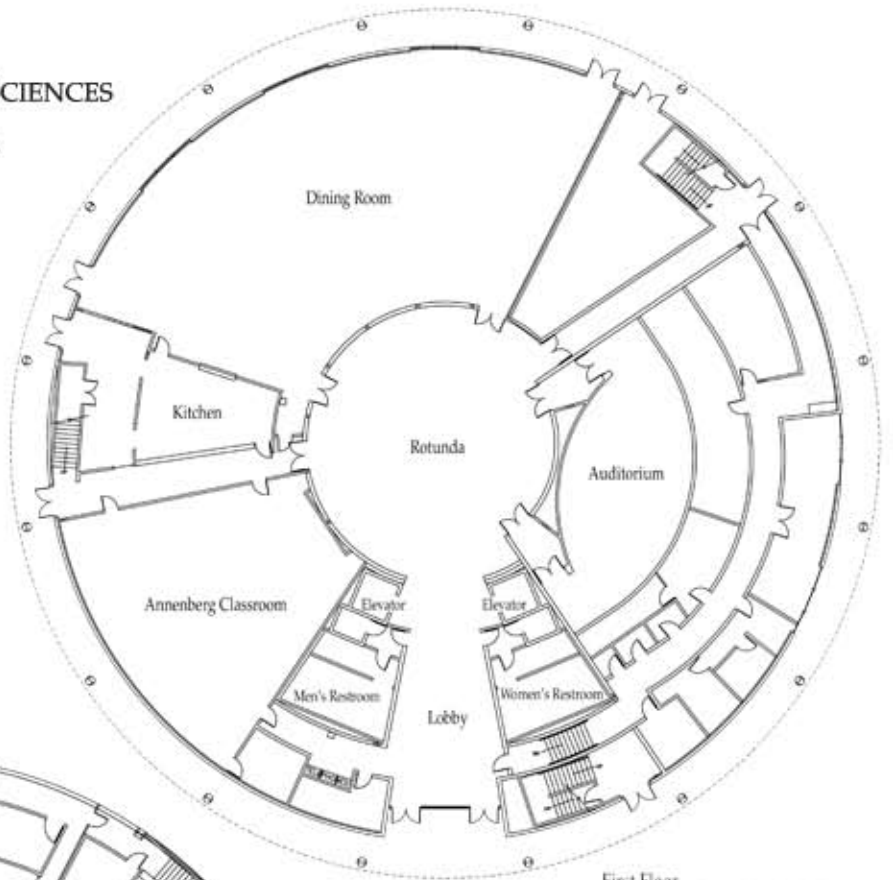 CIENCES
Dining Room
Kitchen
Rotunda
Auditorium
Annenberg Classroom
Elevator
Elevator
Men's Restroom
Women's Restroom
Lobby
First Floor